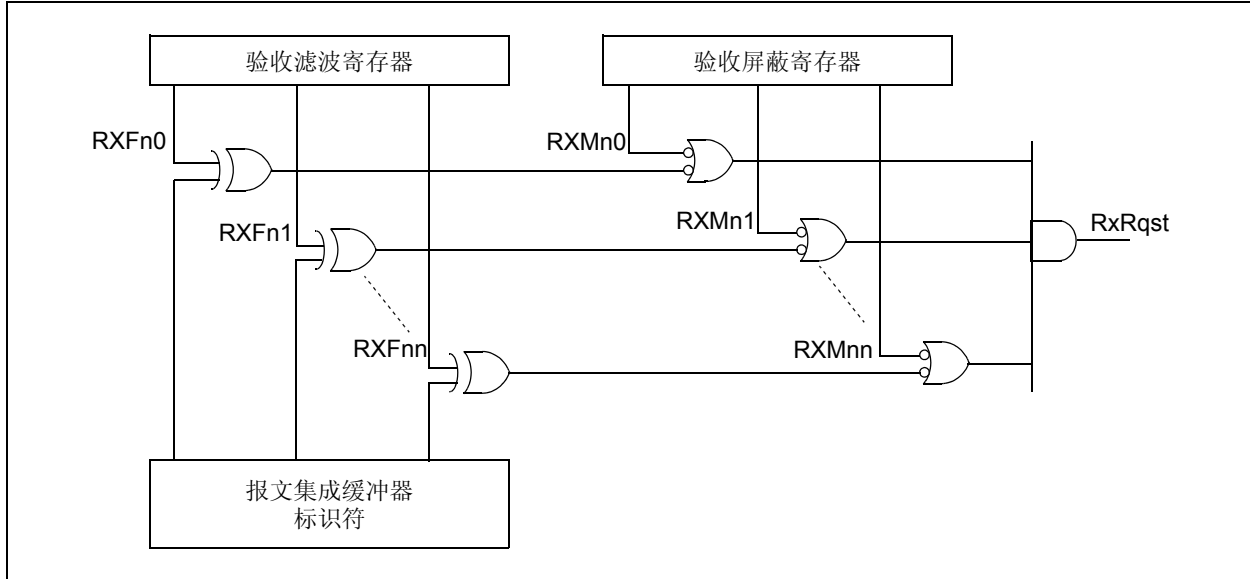 验收滤波寄存器
验收屏蔽寄存器
RXFn0
RXMn0
RXFn1
RXMn1
RxRqst
RXFnn
RXMnn
报文集成缓冲器
标识符